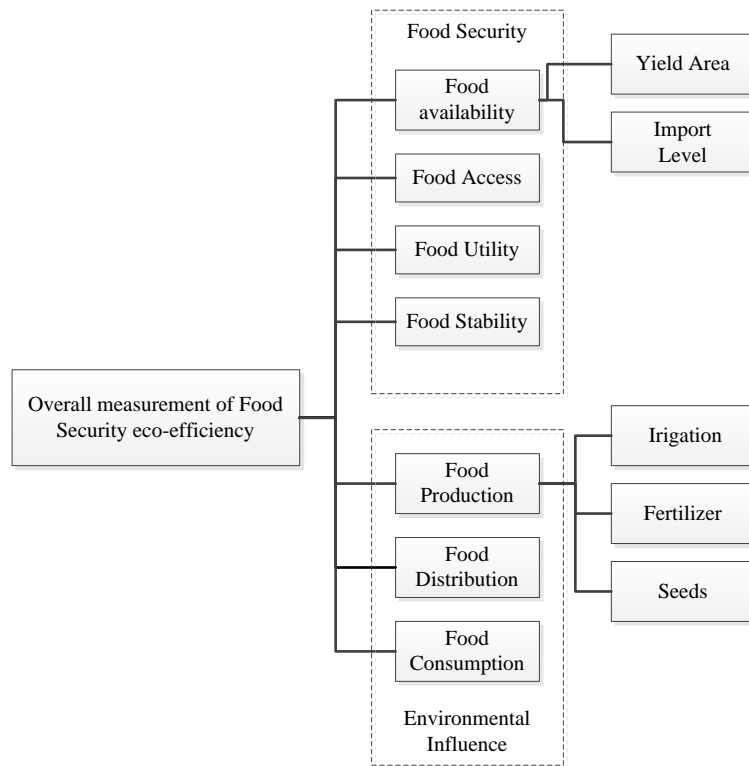 Food Security
Food
availability
Yield Area
Import
Level
Food Access
Food Utility
Food Stability
Overall measurement of Food
Security eco-efficiency
Food
Production
Irigation
Fertilizer
Seeds
Food
Distribution
Food
Consumption
Environmental
Influence